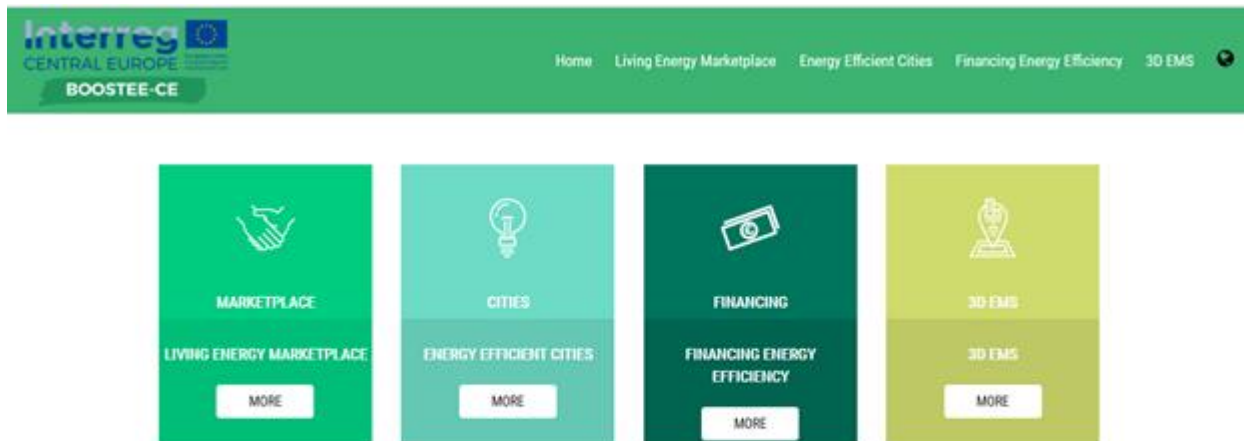 Interreg
CENTRAL EUROPE
BOOSTEE-CE
Home Living Energy Marketplace Energy Efficient Cities Financing Energy Efficiency 3D EMS
MARKETPLACE
LIVING ENERGY MARKETPLACE
MORE
CITIES
ENERGY EFFICIENT CITIES
MORE
FINANCING
FINANCING ENERGY
EFFICIENCY
MORE
3D EMS
3D EMS
MORE